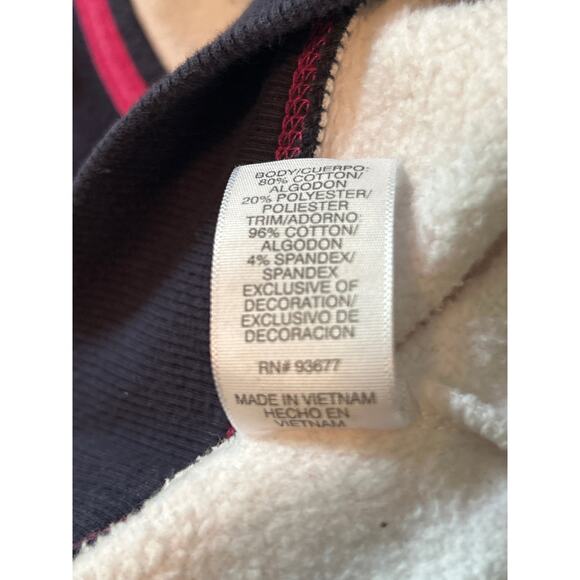 BODY/CUERPO:
80% COTTON/
ALGODON
20% POLYESTER/
POLIESTER
TRIM/ADORNO:
96% COTTON/
ALGODON
4% SPANDEX/
SPANDEX
EXCLUSIVE OF
DECORATION/
EXCLUSIVO DE
DECORACION
RN# 93677
MADE IN VIETNAM
HECHO EN
VIETNAM